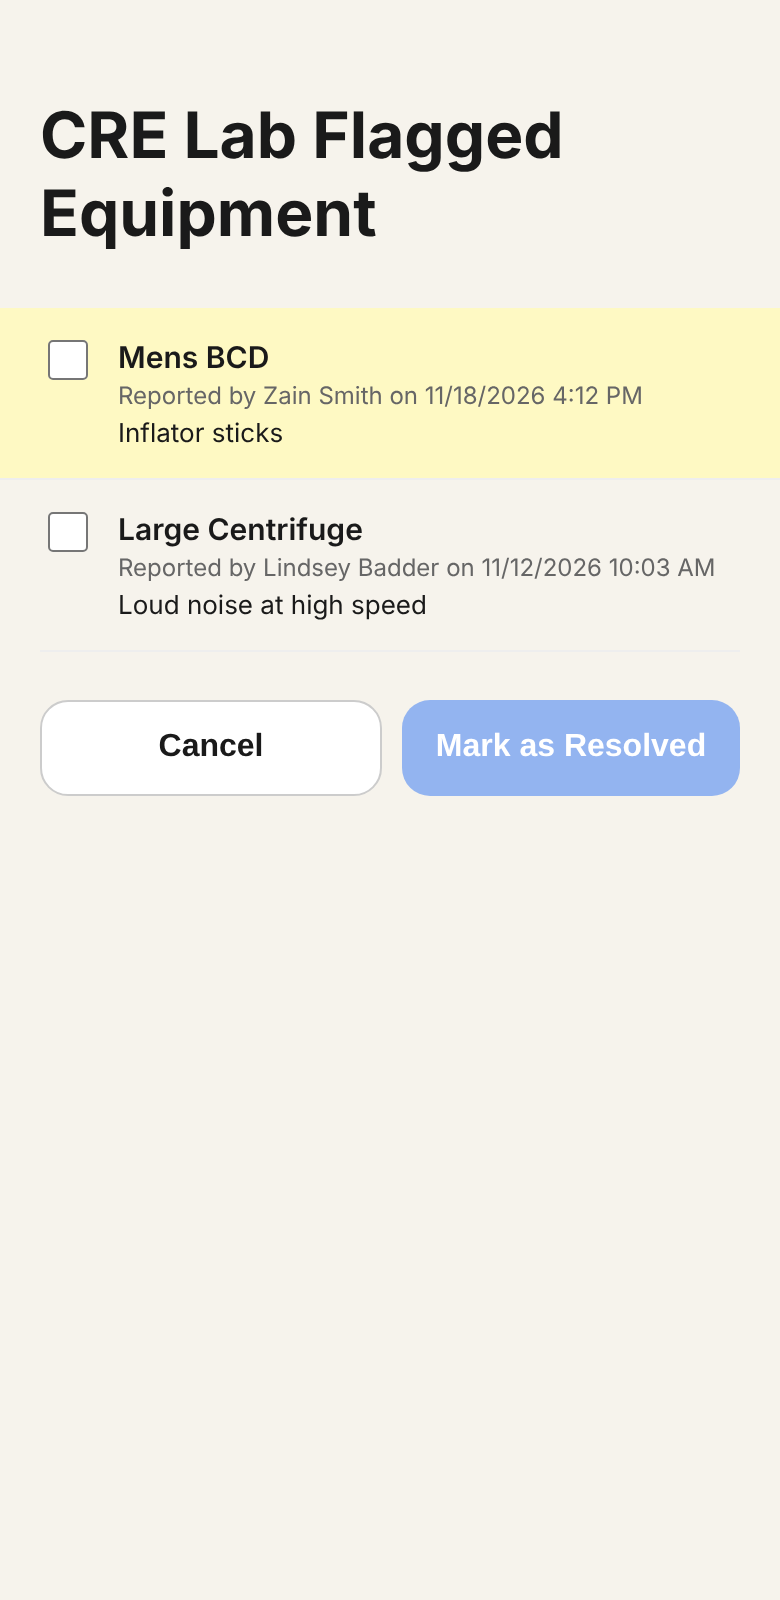 CRE Lab Flagged
Equipment
Mens BCD
Reported by Zain Smith on 11/18/2026 4:12 PM
Inflator sticks
Large Centrifuge
Reported by Lindsey Badder on 11/12/2026 10:03 AM
Loud noise at high speed
Cancel
Mark as Resolved